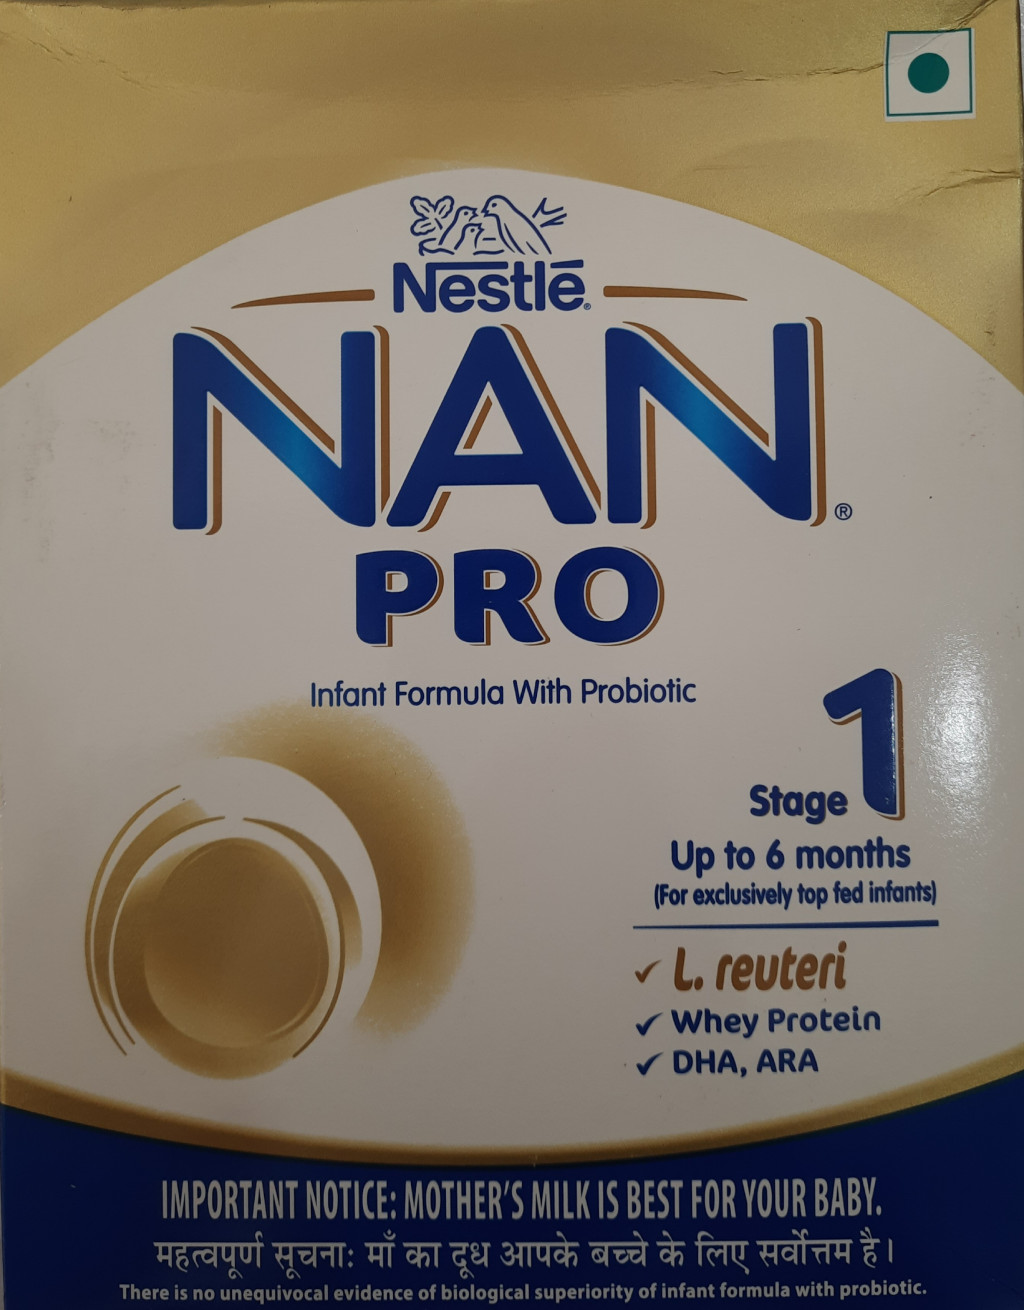 Nestlé®
NAN®
PRO
Infant Formula With Probiotic
Stage 1
Up to 6 months
(For exclusively top fed infants)
L. reuteri
Whey Protein
DHA, ARA
IMPORTANT NOTICE: MOTHER'S MILK IS BEST FOR YOUR BABY.
महत्वपूर्ण सूचना: माँ का दूध आपके बच्चे के लिए सर्वोत्तम है।
There is no unequivocal evidence of biological superiority of infant formula with probiotic.